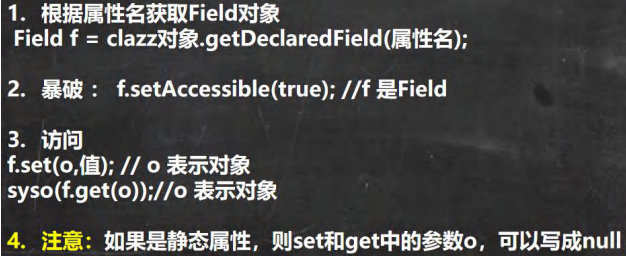 1. 根据属性名获取Field对象
Field f = clazz对象.getDeclaredField(属性名);
2. 暴破 : f.setAccessible(true); //f 是Field
3. 访问
f.set(o,值); // o 表示对象
syso(f.get(o));//o 表示对象
4. 注意：如果是静态属性，则set和get中的参数o，可以写成null